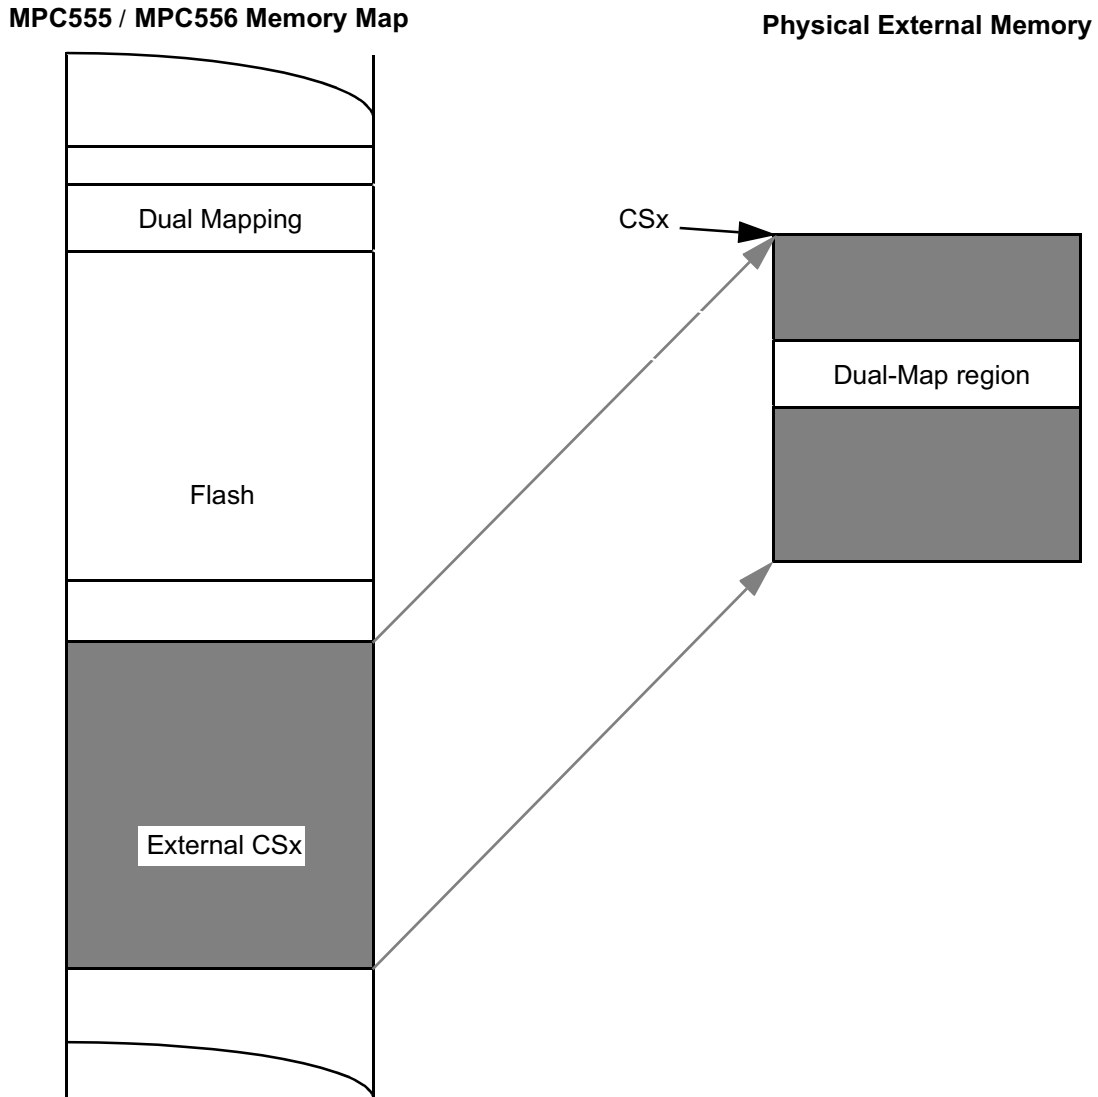 MPC555 / MPC556 Memory Map
Physical External Memory
Dual Mapping
CSx
Dual-Map region
Flash
External CSx